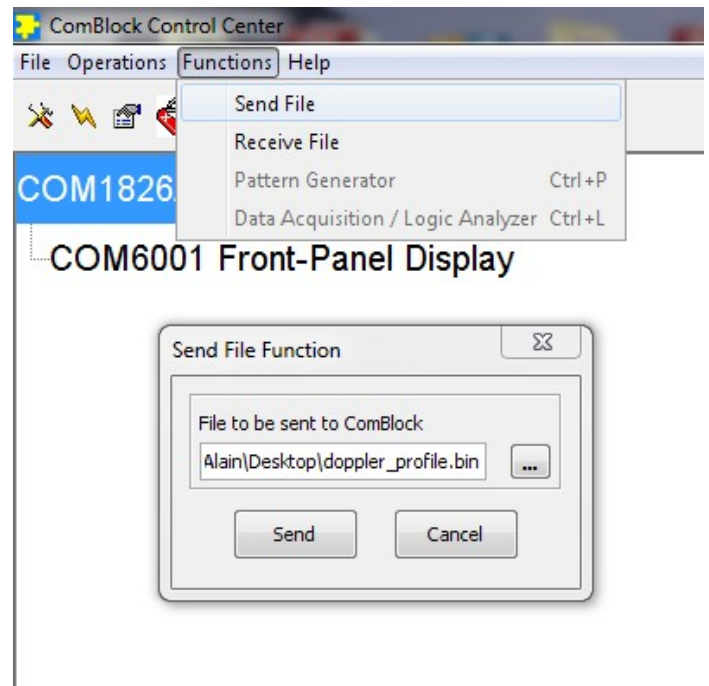 ComBlock Control Center
File Operations Functions Help
Send File
Receive File
Pattern Generator Ctrl+P
Data Acquisition / Logic Analyzer Ctrl+L
COM1826
COM6001 Front-Panel Display
Send File Function
File to be sent to ComBlock
Alain\Desktop\doppler_profile.bin
...
Send Cancel